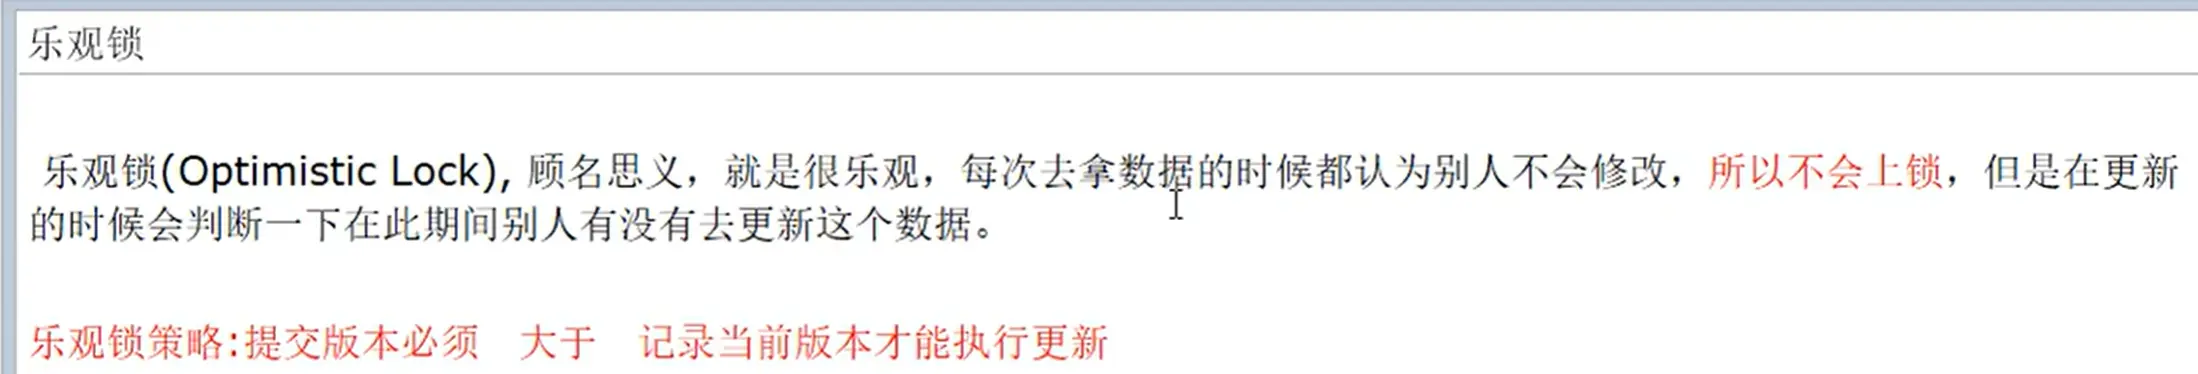 乐观锁
乐观锁(Optimistic Lock), 顾名思义，就是很乐观，每次去拿数据的时候都认为别人不会修改，所以不会上锁，但是在更新
的时候会判断一下在此期间别人有没有去更新这个数据。
乐观锁策略:提交版本必须 大于 记录当前版本才能执行更新